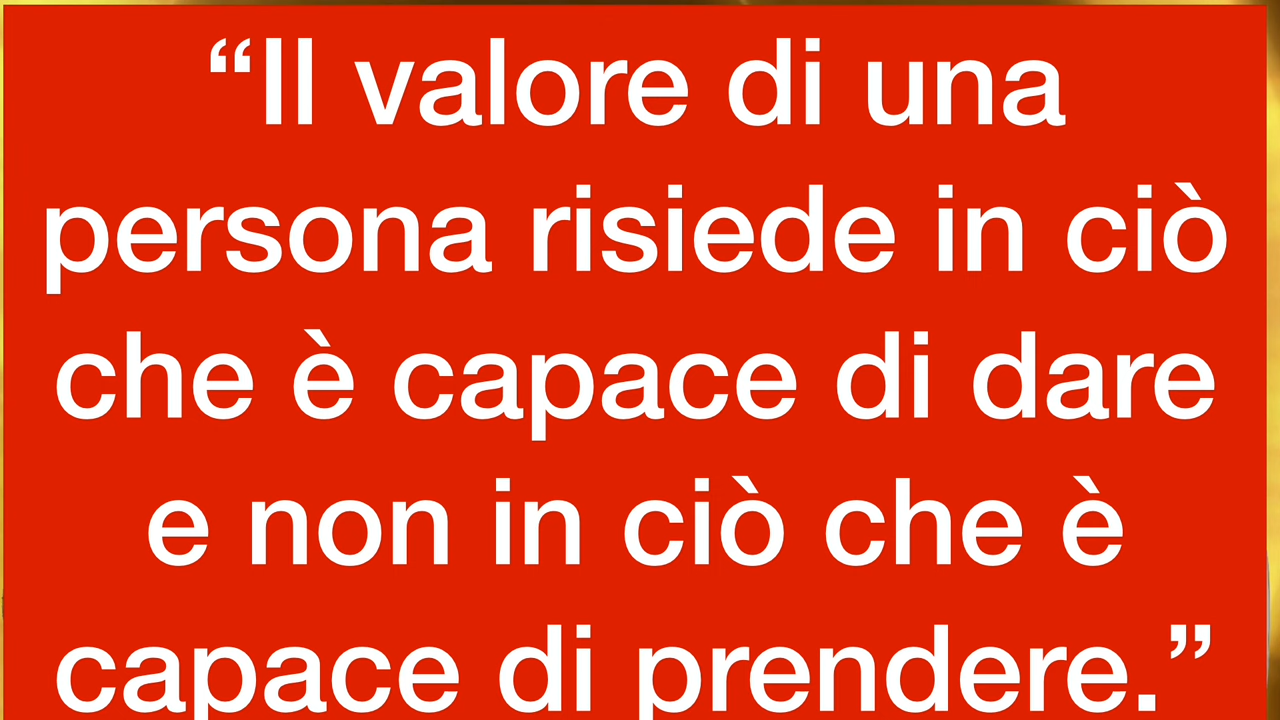 “Il valore di una
persona risiede in ciò
che è capace di dare
e non in ciò che è
capace di prendere.”